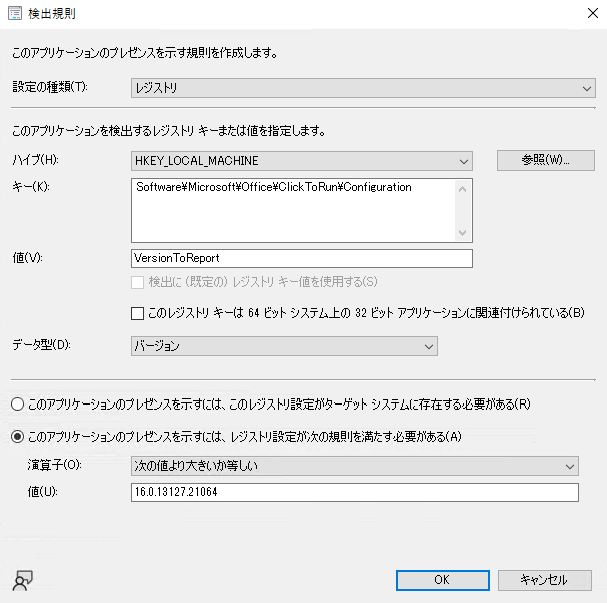 検出規則
このアプリケーションのプレゼンスを示す規則を作成します。
設定の種類(T):
レジストリ
このアプリケーションを検出するレジストリ キーまたは値を指定します。
ハイブ(H):
HKEY_LOCAL_MACHINE
参照(W)...
キー(K):
Software¥Microsoft¥Office¥ClickToRun¥Configuration
値(V):
VersionToReport
検出に (既定の) レジストリ キー値を使用する(S)
このレジストリ キーは 64 ビット システム上の 32 ビット アプリケーションに関連付けられている(B)
データ型(D):
バージョン
このアプリケーションのプレゼンスを示すには、このレジストリ設定がターゲット システムに存在する必要がある(R)
このアプリケーションのプレゼンスを示すには、レジストリ設定が次の規則を満たす必要がある(A)
演算子(O):
次の値より大きいか等しい
値(U):
16.0.13127.21064
OK
キャンセル